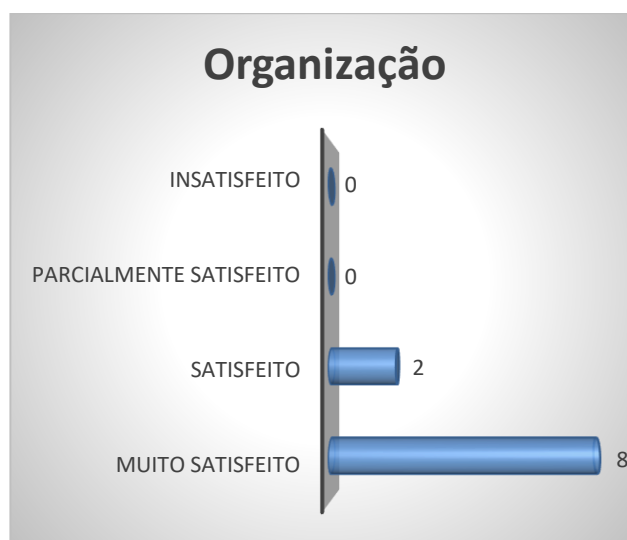 Organização
INSATISFEITO 0
PARCIALMENTE SATISFEITO 0
SATISFEITO 2
MUITO SATISFEITO 8